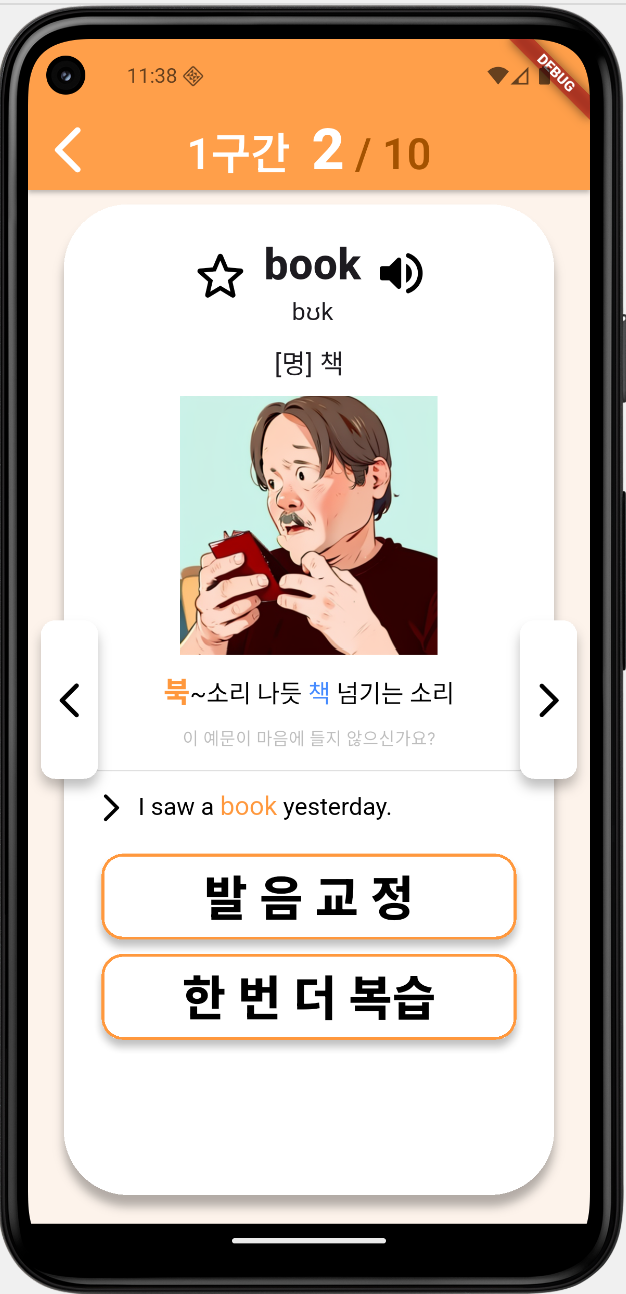 11:38
DEBUG
1구간 2 / 10
book
bʊk
[명] 책
북~소리 나듯 책 넘기는 소리
이 예문이 마음에 들지 않으신가요?
I saw a book yesterday.
발 음 교 정
한 번 더 복습